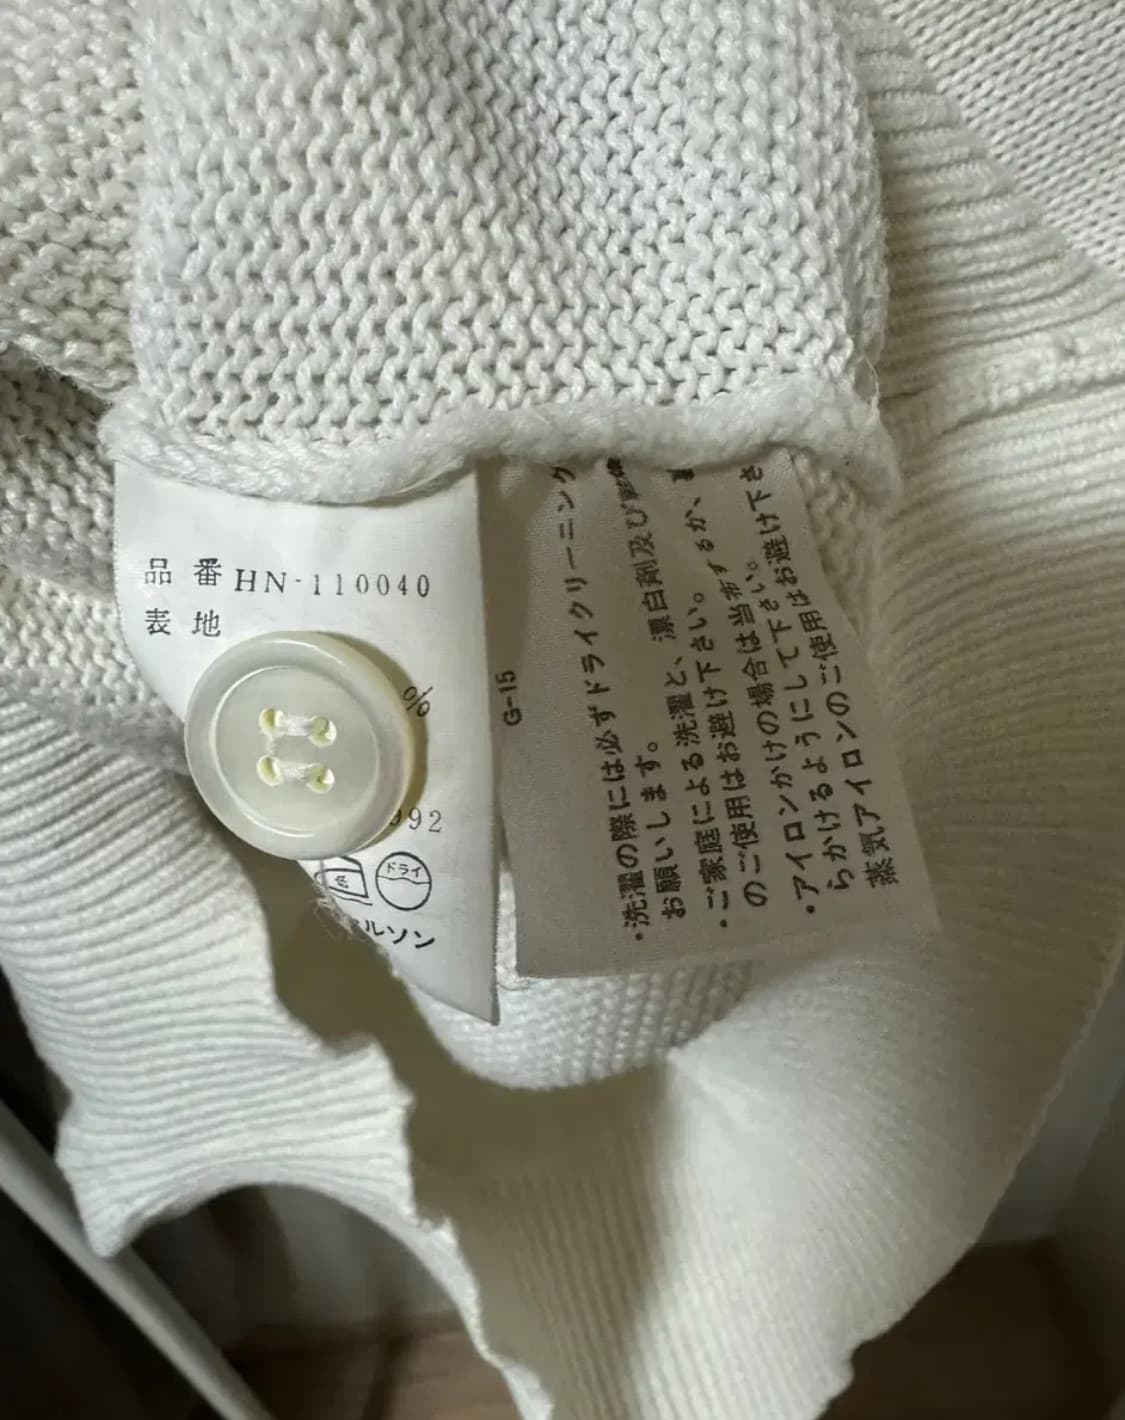 品番 HN-110040
表地
%
992
ドライ
ルソン
G-15
・洗濯の際には必ずドライクリーニング
お願いします。
・ご家庭による洗濯と、漂白剤及び
のご使用はお避け下さい。
・アイロンかけの場合は当布するか、
らかけるようにして下さい。
蒸気アイロンのご使用はお避け下さ